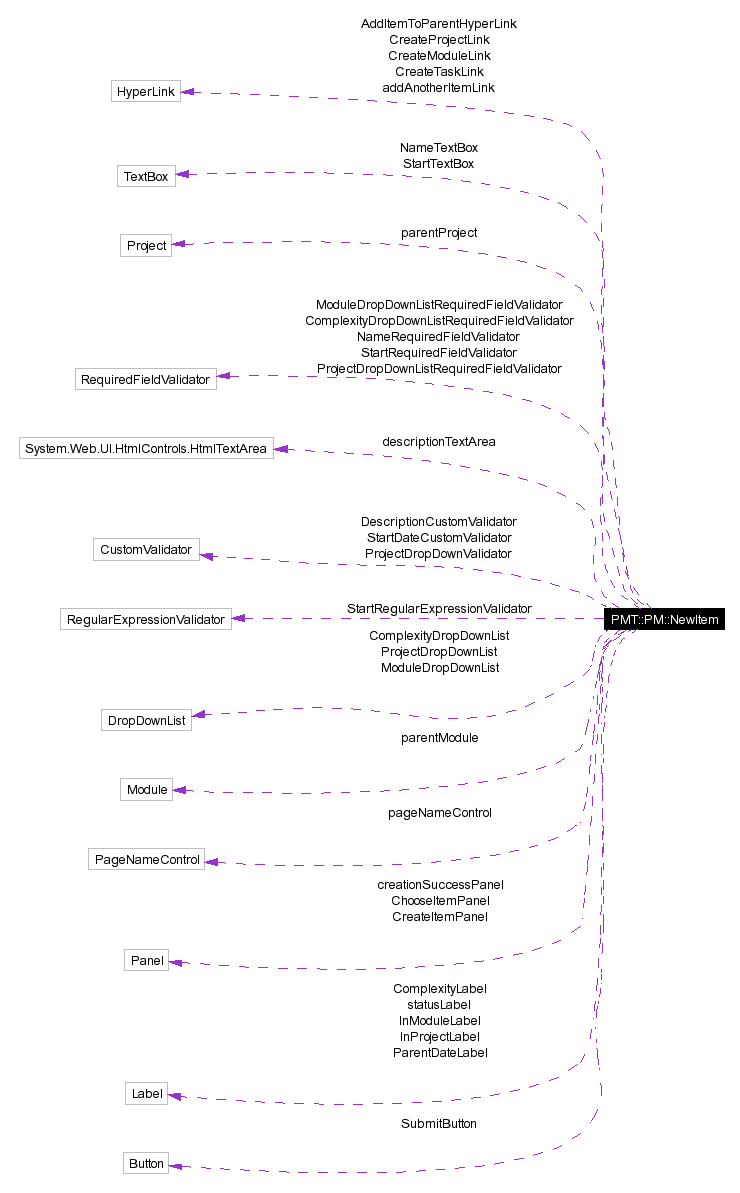 AddItemToParentHyperLink
CreateProjectLink
CreateModuleLink
CreateTaskLink
addAnotherItemLink
HyperLink
NameTextBox
StartTextBox
TextBox
parentProject
Project
ModuleDropDownListRequiredFieldValidator
ComplexityDropDownListRequiredFieldValidator
NameRequiredFieldValidator
StartRequiredFieldValidator
ProjectDropDownListRequiredFieldValidator
RequiredFieldValidator
descriptionTextArea
System.Web.UI.HtmlControls.HtmlTextArea
DescriptionCustomValidator
StartDateCustomValidator
ProjectDropDownValidator
CustomValidator
StartRegularExpressionValidator
RegularExpressionValidator
PMT::PM::NewItem
ComplexityDropDownList
ProjectDropDownList
ModuleDropDownList
DropDownList
parentModule
Module
pageNameControl
PageNameControl
creationSuccessPanel
ChooseItemPanel
CreateItemPanel
Panel
ComplexityLabel
statusLabel
InModuleLabel
InProjectLabel
ParentDateLabel
Label
SubmitButton
Button